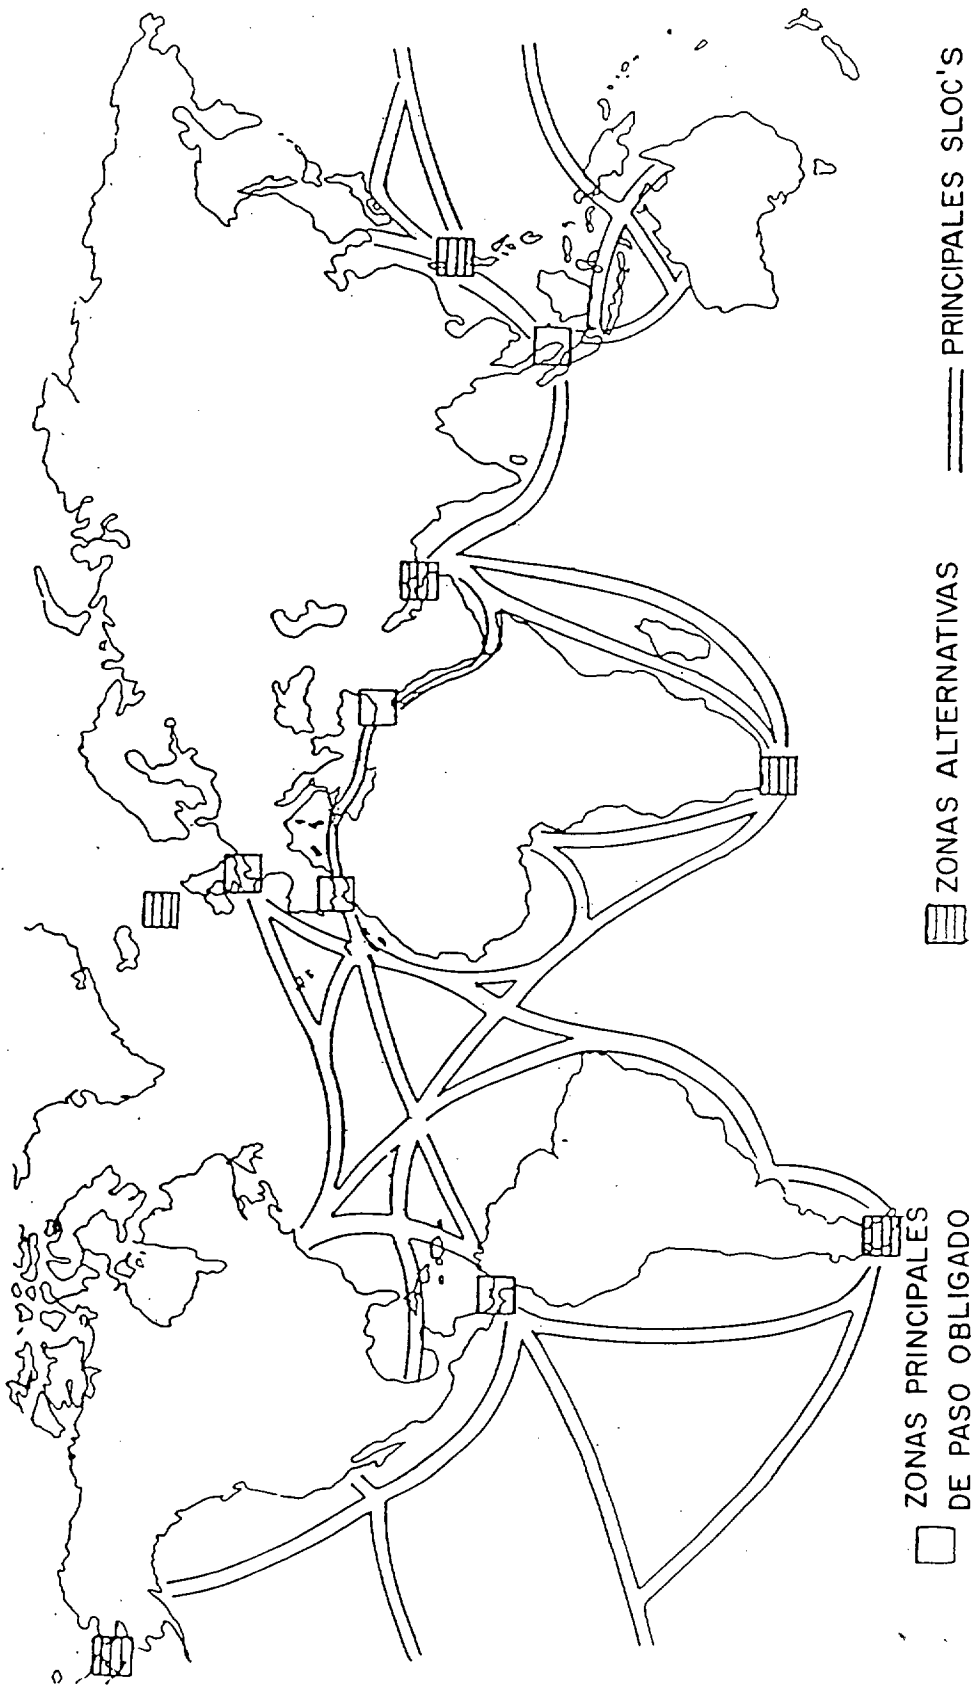 ZONAS PRINCIPALES
DE PASO OBLIGADO
ZONAS ALTERNATIVAS
PRINCIPALES SLOC'S